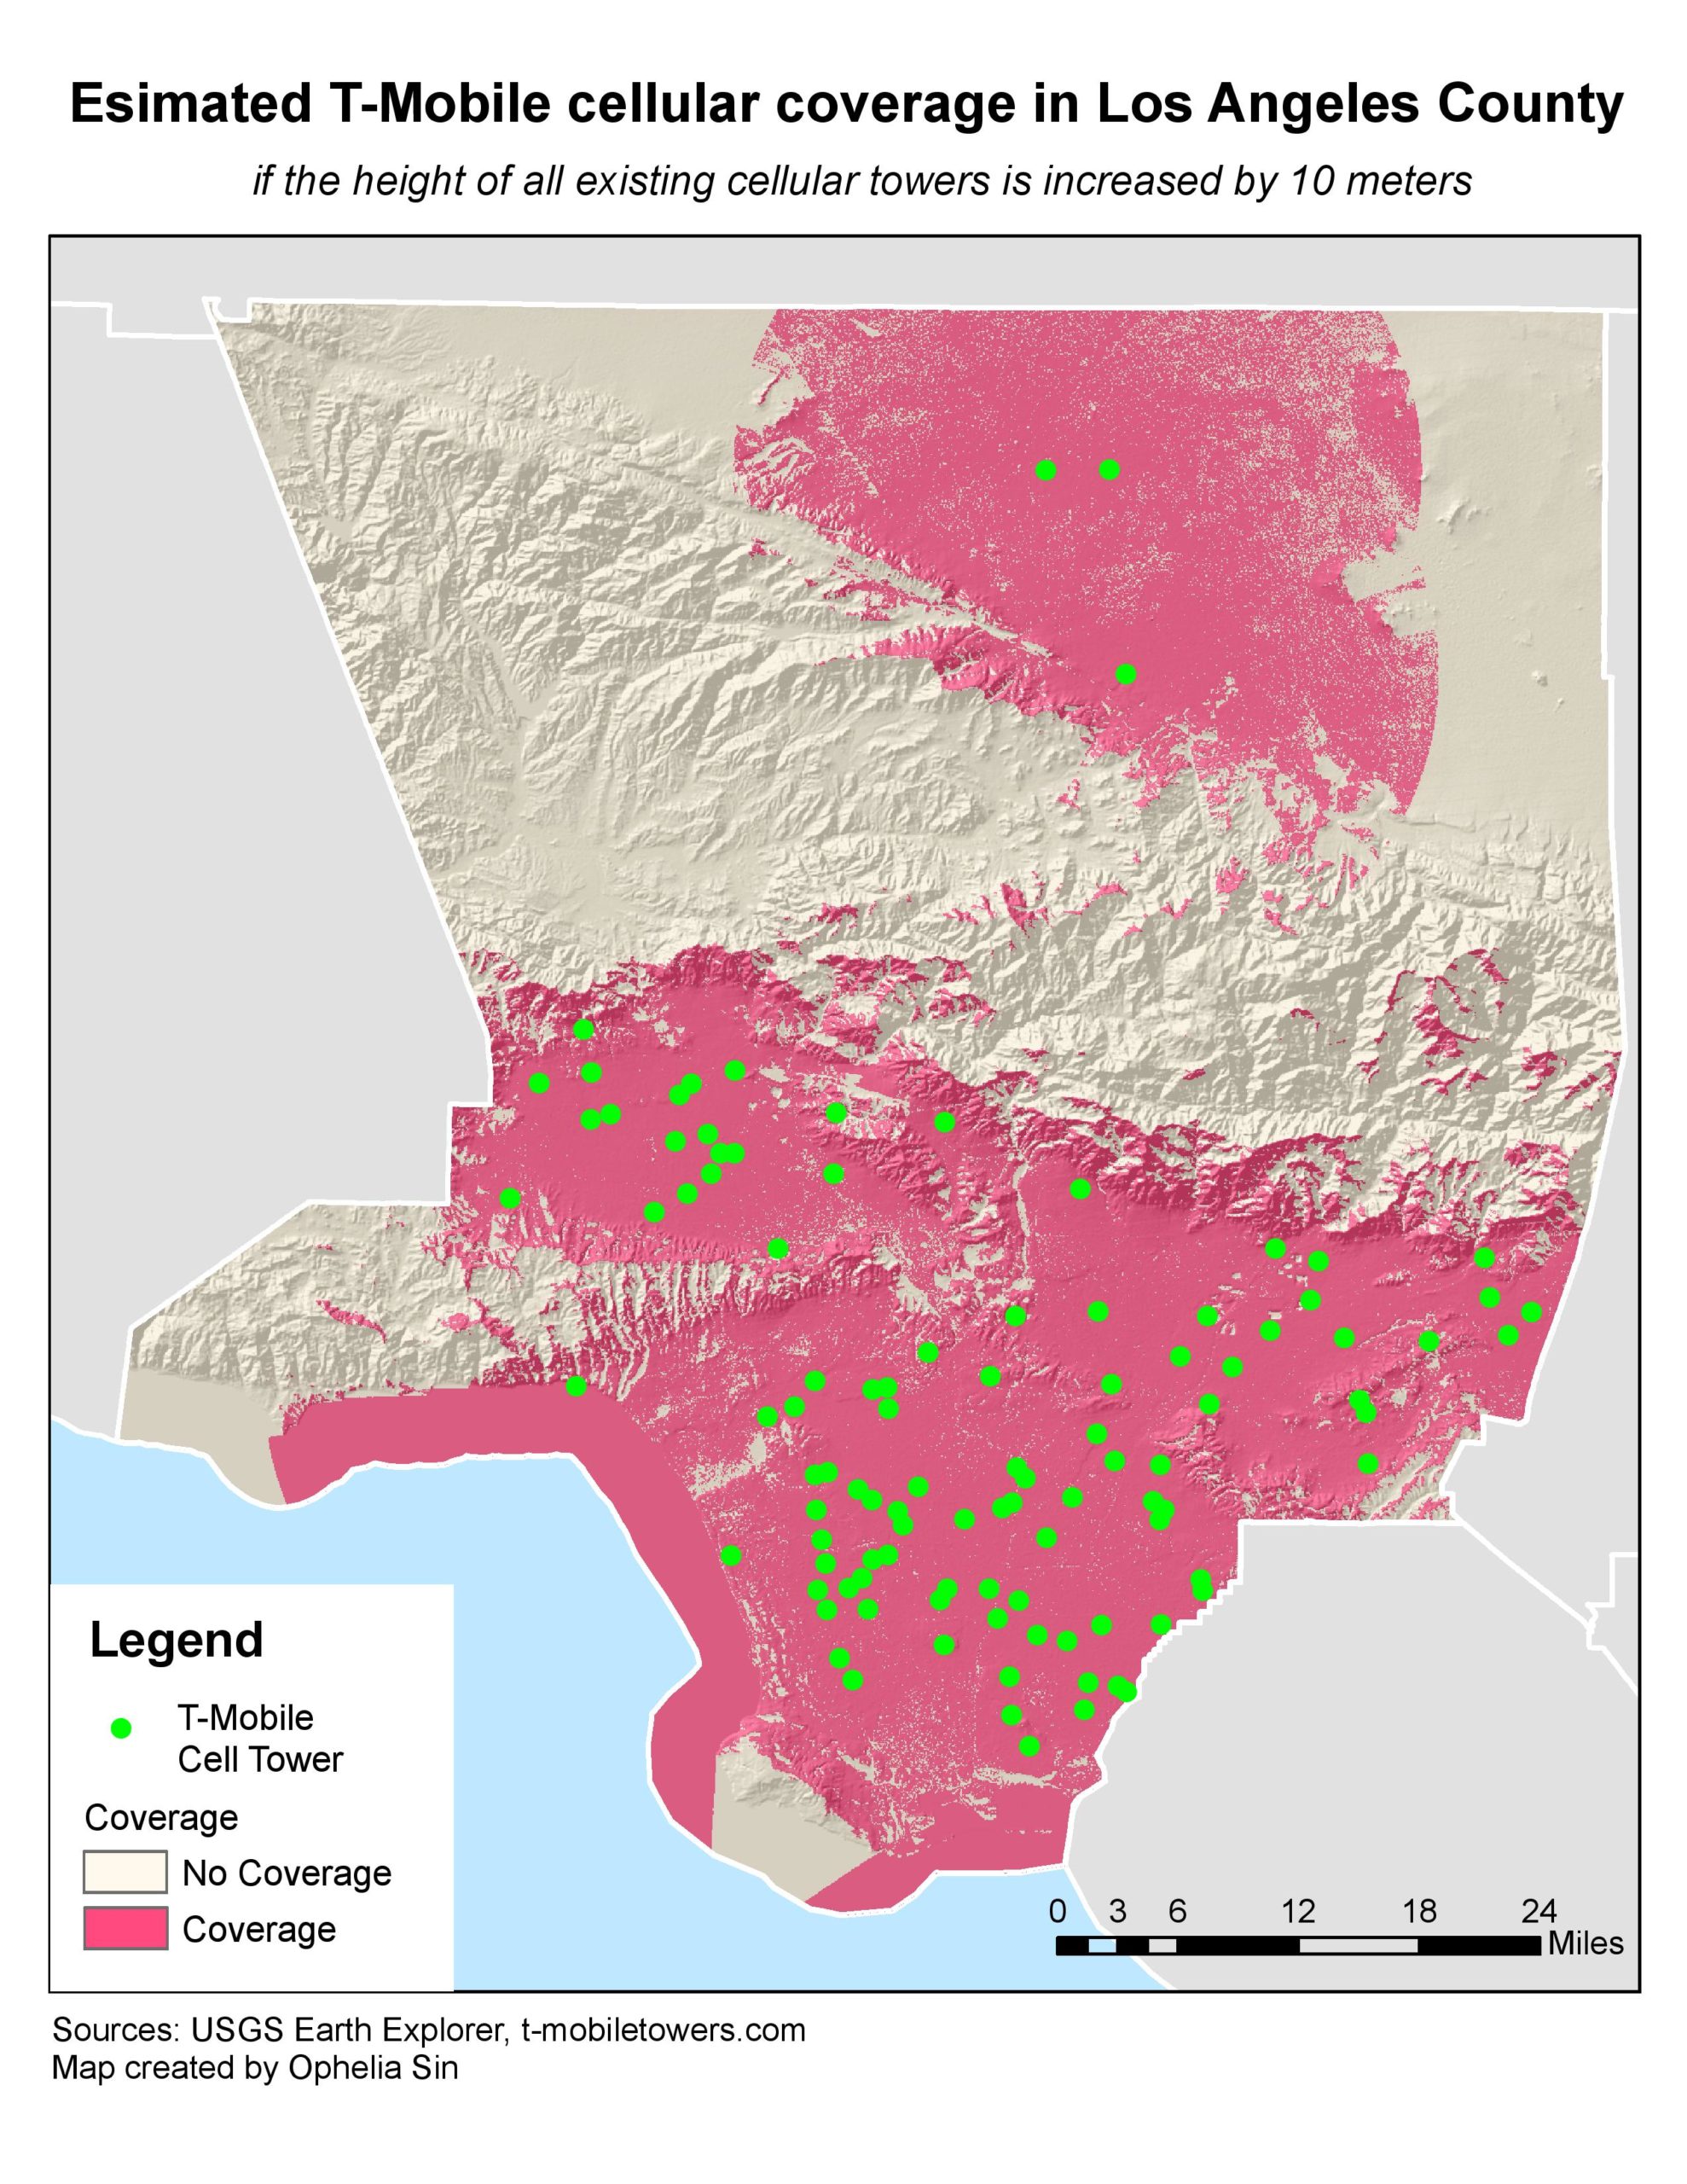 Esimated T-Mobile cellular coverage in Los Angeles County
if the height of all existing cellular towers is increased by 10 meters
Legend
T-Mobile
Cell Tower
Coverage
No Coverage
Coverage
0 3 6 12 18 24
Miles
Sources: USGS Earth Explorer, t-mobiletowers.com
Map created by Ophelia Sin